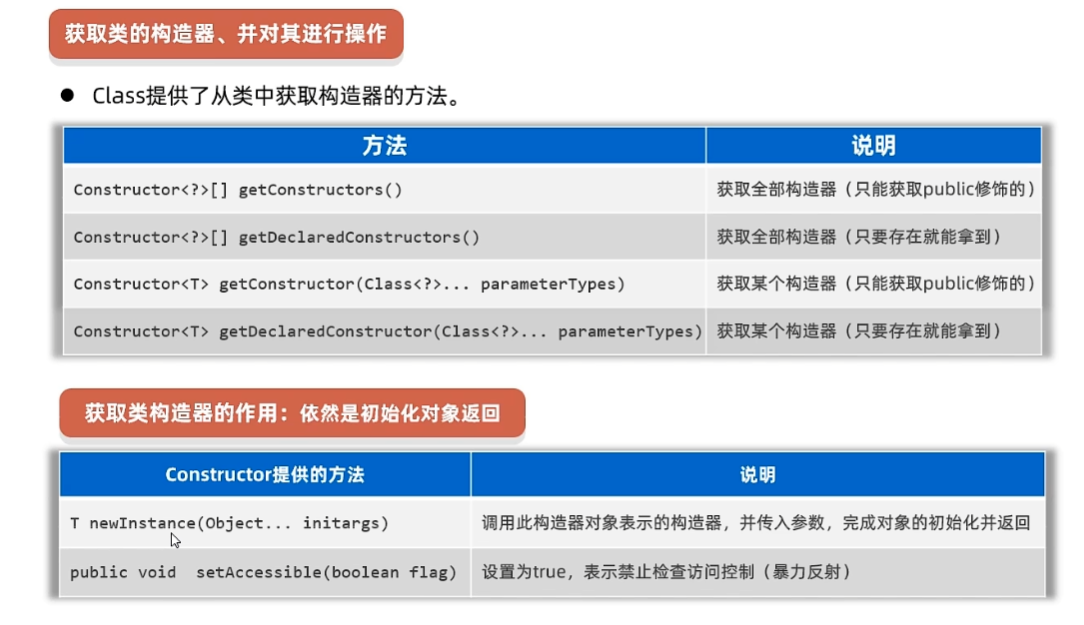 获取类的构造器、并对其进行操作
● Class提供了从类中获取构造器的方法。
方法 说明
Constructor<?>[] getConstructors() 获取全部构造器（只能获取public修饰的）
Constructor<?>[] getDeclaredConstructors() 获取全部构造器（只要存在就能拿到）
Constructor<T> getConstructor(Class<?>... parameterTypes) 获取某个构造器（只能获取public修饰的）
Constructor<T> getDeclaredConstructor(Class<?>... parameterTypes) 获取某个构造器（只要存在就能拿到）
获取类构造器的作用：依然是初始化对象返回
Constructor提供的方法 说明
T newInstance(Object... initargs) 调用此构造器对象表示的构造器，并传入参数，完成对象的初始化并返回
public void setAccessible(boolean flag) 设置为true，表示禁止检查访问控制（暴力反射）